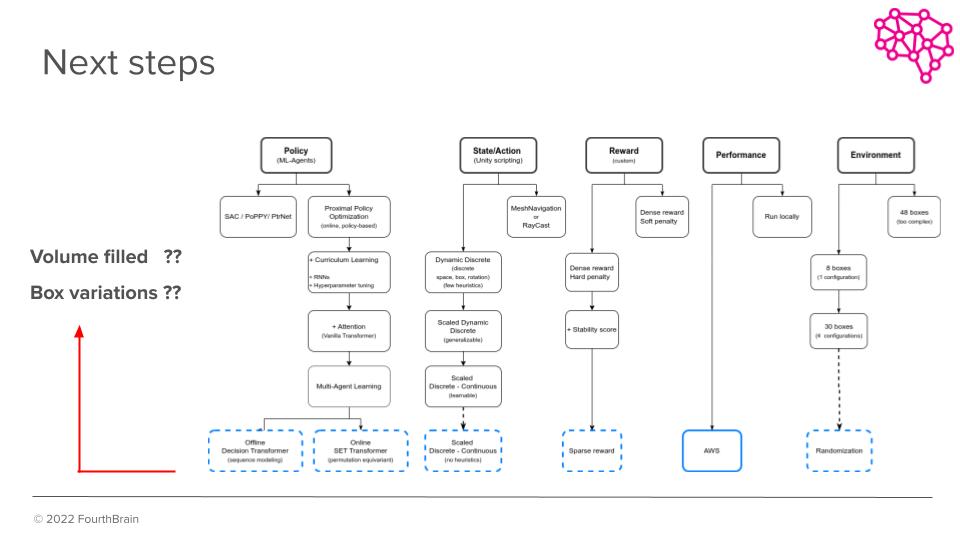 Next steps
Policy
(ML-Agents)
State/Action
(Unity scripting)
Reward
(custom)
Performance
Environment
SAC / PoPPY/ PtrNet
Proximal Policy
Optimization
(online, policy-based)
MeshNavigation
or
RayCast
Dense reward
Soft penalty
Run locally
48 boxes
(too complex)
Volume filled ??
Box variations ??
+ Curriculum Learning
+ RNNs
+ Hyperparameter tuning
Dynamic Discrete
(discrete
space, box, rotation)
(few heuristics)
Dense reward
Hard penalty
8 boxes
(1 configuration)
+ Attention
(Vanilla Transformer)
Scaled Dynamic
Discrete
(generalizable)
+ Stability score
30 boxes
(4 configurations)
Multi-Agent Learning
Scaled
Discrete - Continuous
(learnable)
Offline
Decision Transformer
(sequence modeling)
Online
SET Transformer
(permutation equivariant)
Scaled
Discrete - Continuous
(no heuristics)
Sparse reward
AWS
Randomization
© 2022 FourthBrain